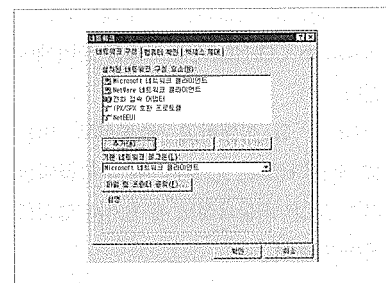 네트워크
네트워크 구성 컴퓨터 확인 액세스 제어
설치된 네트워크 구성 요소(N):
Microsoft 네트워크 클라이언트
NetWare 네트워크 클라이언트
전화 접속 어댑터
IPX/SPX 호환 프로토콜
NetBEUI
추가(A)...
기본 네트워크 로그온(L):
Microsoft 네트워크 클라이언트
파일 및 프린터 공유(F)...
설명
확인 취소